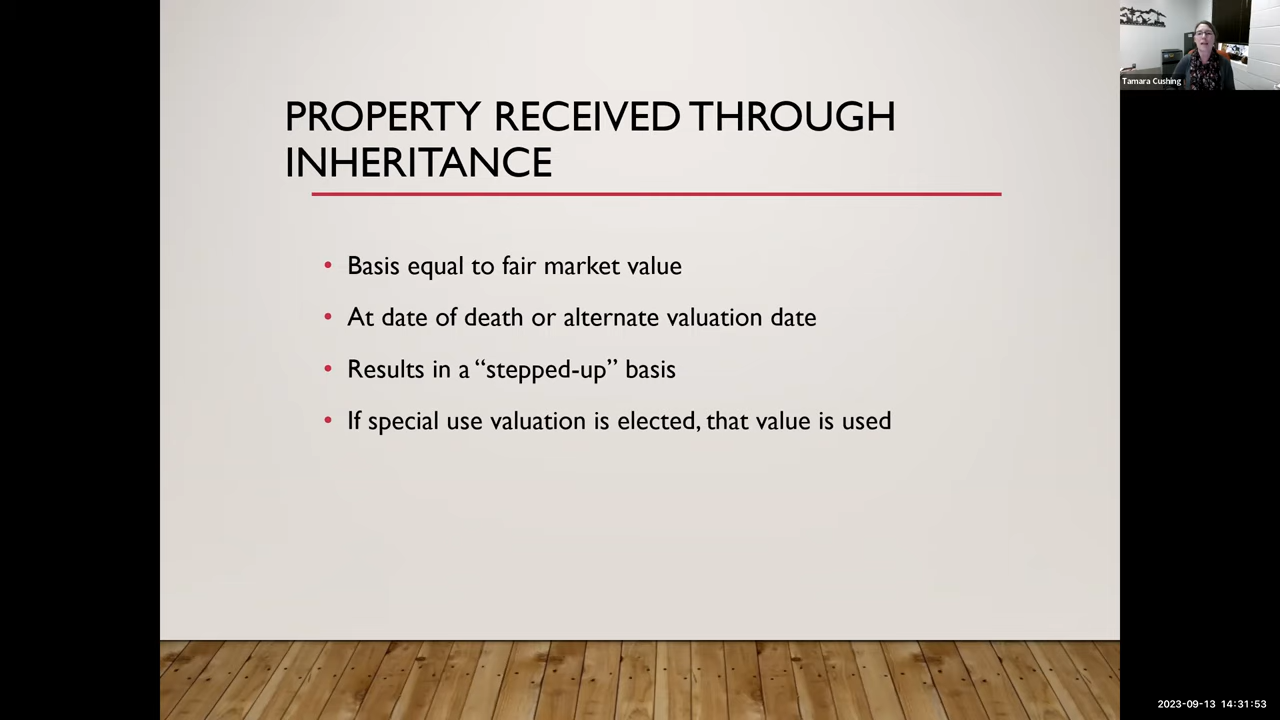 PROPERTY RECEIVED THROUGH
INHERITANCE
• Basis equal to fair market value
• At date of death or alternate valuation date
• Results in a “stepped-up” basis
• If special use valuation is elected, that value is used
Tamara Cushing
2023-09-13 14:31:53